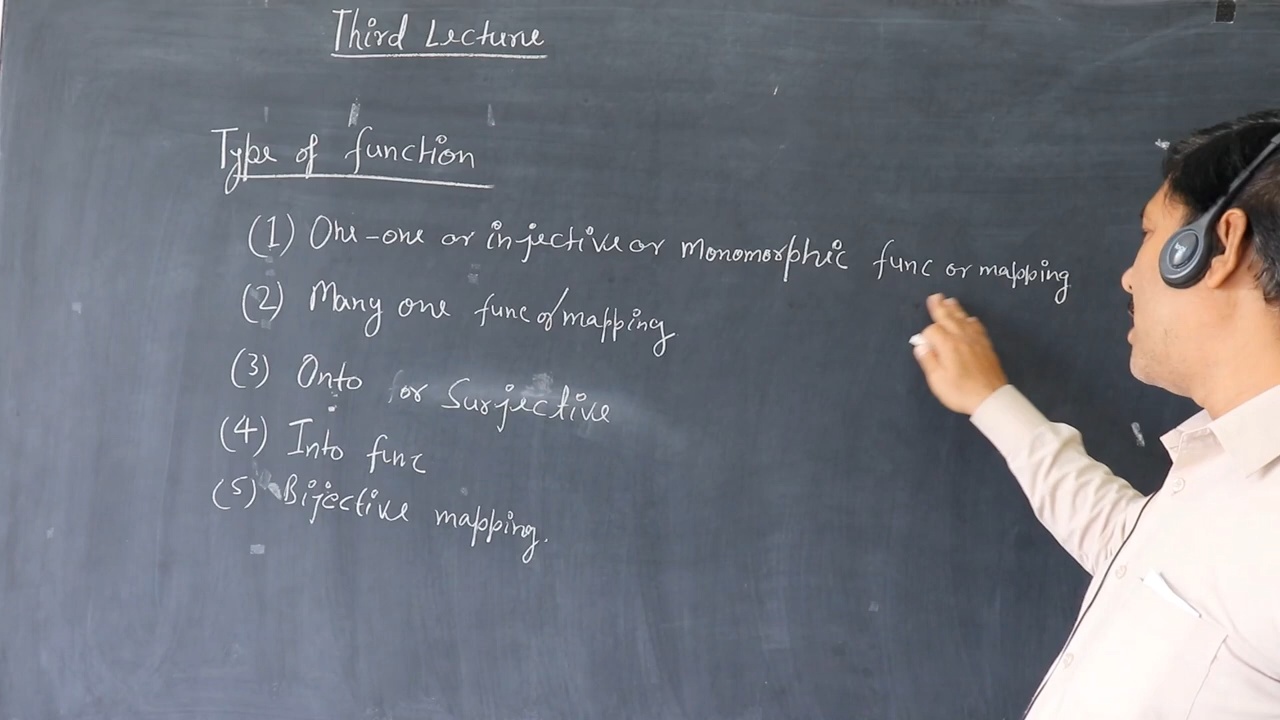 Third Lecture
Type of function
(1) One-one or injective or monomorphic func or mapping
(2) Many one func or mapping
(3) Onto or Surjective
(4) Into func
(5) Bijective mapping.